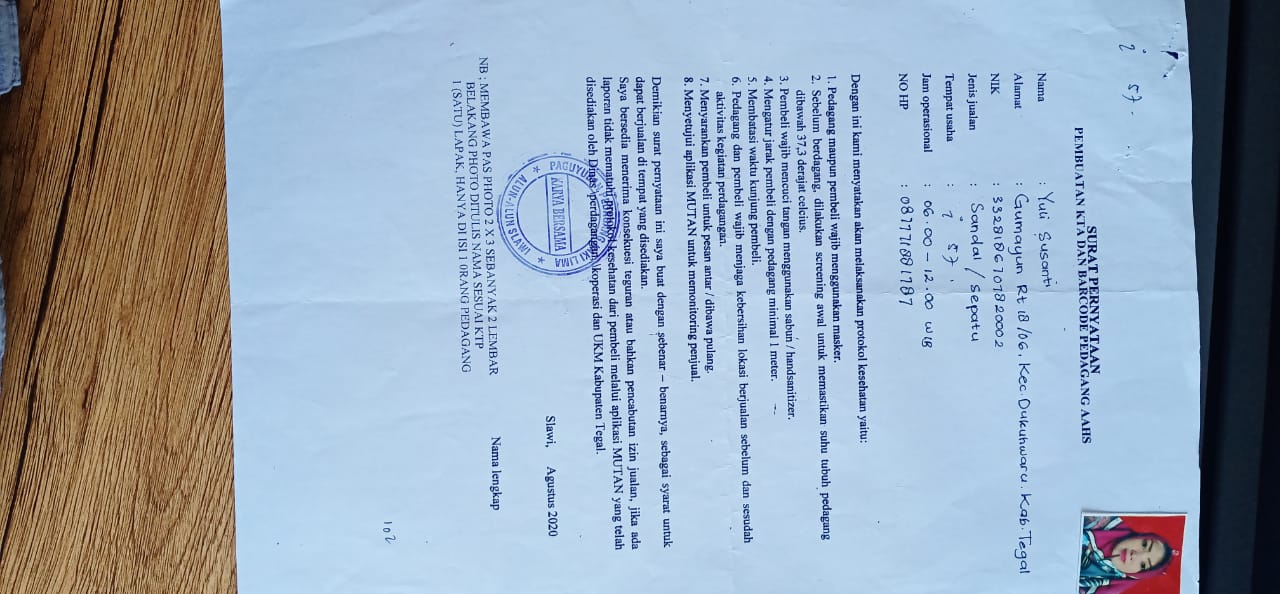 i 57.
SURAT PERNYATAAN
PEMBUATAN KTA DAN BARCODE PEDAGANG AAHS
Nama : Yuli Susanti
Alamat : Gumayun Rt 18/06. Kec. Dukuhwaru. Kab. Tegal
NIK : 3328186707820002
Jenis jualan : Sandal / Sepatu
Tempat usaha : i 57.
Jam operasional : 06.00 - 12.00 WIB
NO HP : 087716881787
Dengan ini kami menyatakan akan melaksanakan protokol kesehatan yaitu:
1. Pedagang maupun pembeli wajib menggunakan masker.
2. Sebelum berdagang, dilakukan screening awal untuk memastikan suhu tubuh pedagang
dibawah 37,3 derajat celcius.
3. Pembeli wajib mencuci tangan menggunakan sabun / handsanitizer.
4. Mengatur jarak pembeli dengan pedagang minimal 1 meter.
5. Membatasi waktu kunjung pembeli.
6. Pedagang dan pembeli wajib menjaga kebersihan lokasi berjualan sebelum dan sesudah
aktivitas kegiatan perdagangan.
7. Menyarankan pembeli untuk pesan antar / dibawa pulang.
8. Menyetujui aplikasi MUTAN untuk memonitoring penjual.
Demikian surat pernyataan ini saya buat dengan sebenar – benarnya, sebagai syarat untuk
dapat berjualan di tempat yang disediakan.
Saya bersedia menerima konsekuensi teguran atau bahkan pencabutan izin jualan, jika ada
laporan tidak mematuhi protokol kesehatan dari pembeli melalui aplikasi MUTAN yang telah
disediakan oleh Dinas perdagangan, koperasi dan UKM Kabupaten Tegal.
PAGUYUBAN PEDAGANG KAKI LIMA
KARYA BERSAMA
ALUN-ALUN SLAWI
Slawi, Agustus 2020
Nama lengkap
NB : MEMBAWA PAS PHOTO 2 X 3 SEBANYAK 2 LEMBAR
BELAKANG PHOTO DITULIS NAMA SESUAI KTP
1 (SATU) LAPAK, HANYA DI ISI 1 ORANG PEDAGANG
102